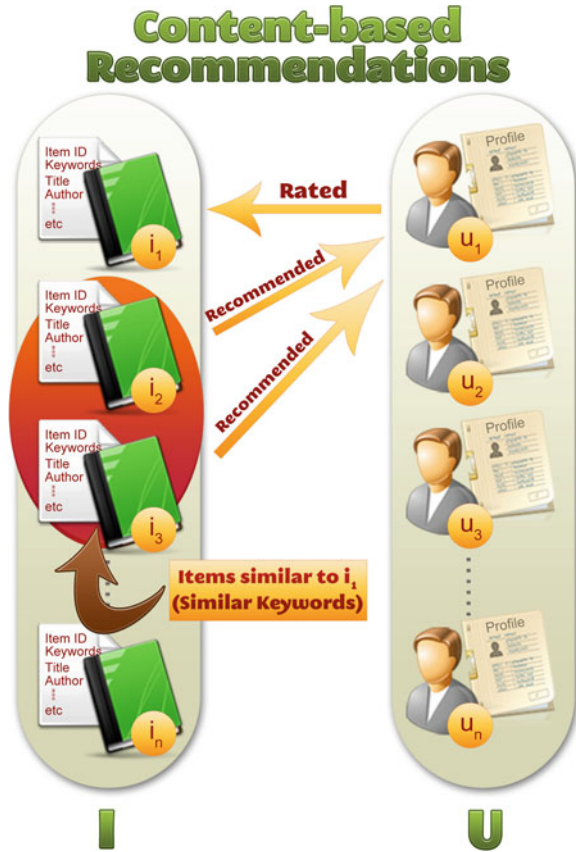 Content-based
Recommendations
Item ID
Keywords
Title
Author
etc
i1
Rated
Profile
u1
Recommended
Item ID
Keywords
Title
Author
etc
i2
Profile
u2
Recommended
Item ID
Keywords
Title
Author
etc
i3
Profile
u3
Items similar to i1
(Similar Keywords)
Item ID
Keywords
Title
Author
etc
in
Profile
un
I
U